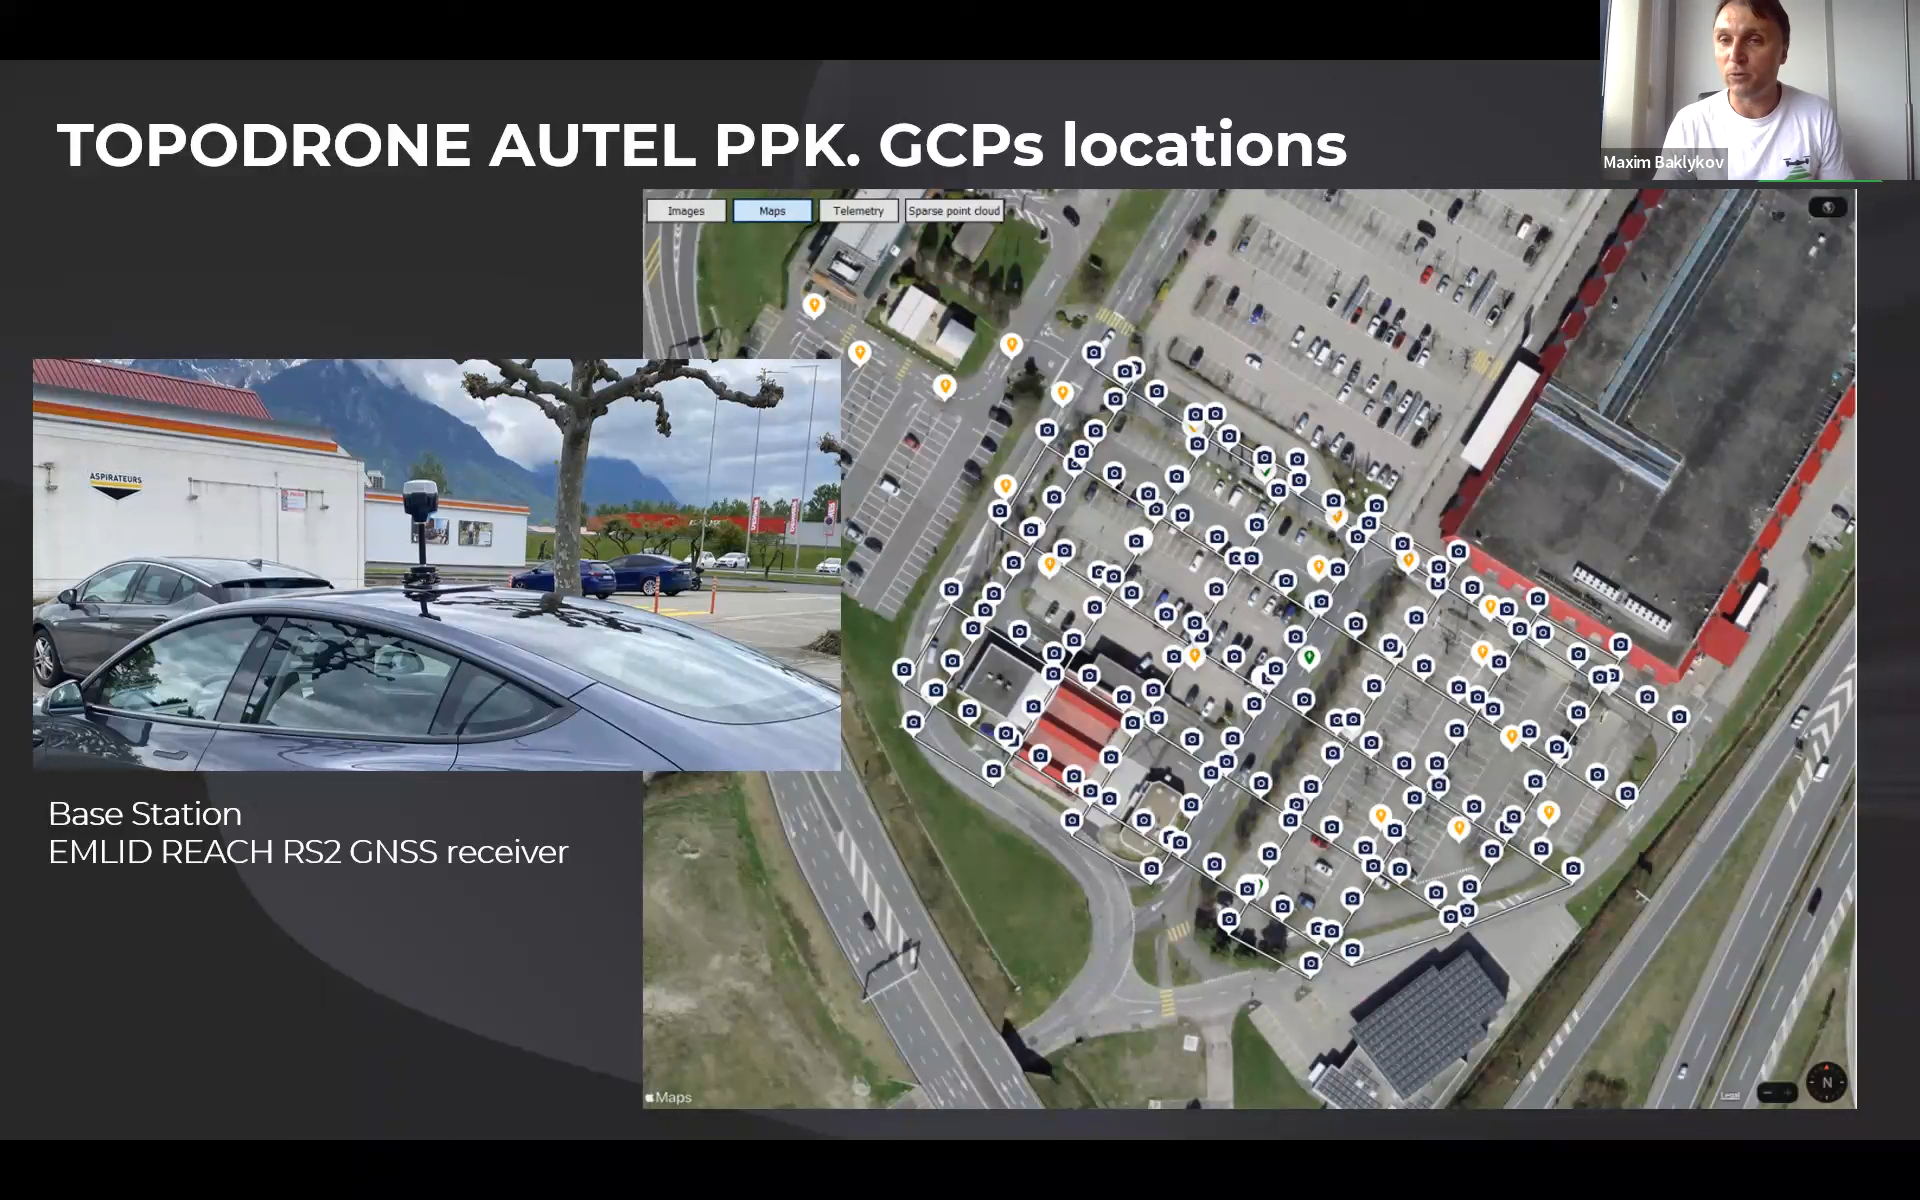 TOPODRONE AUTEL PPK. GCPs locations
Maxim Baklykov
Images
Maps
Telemetry
Sparse point cloud
ASPIRATEURS
Base Station
EMLID REACH RS2 GNSS receiver
Maps
Legal
N